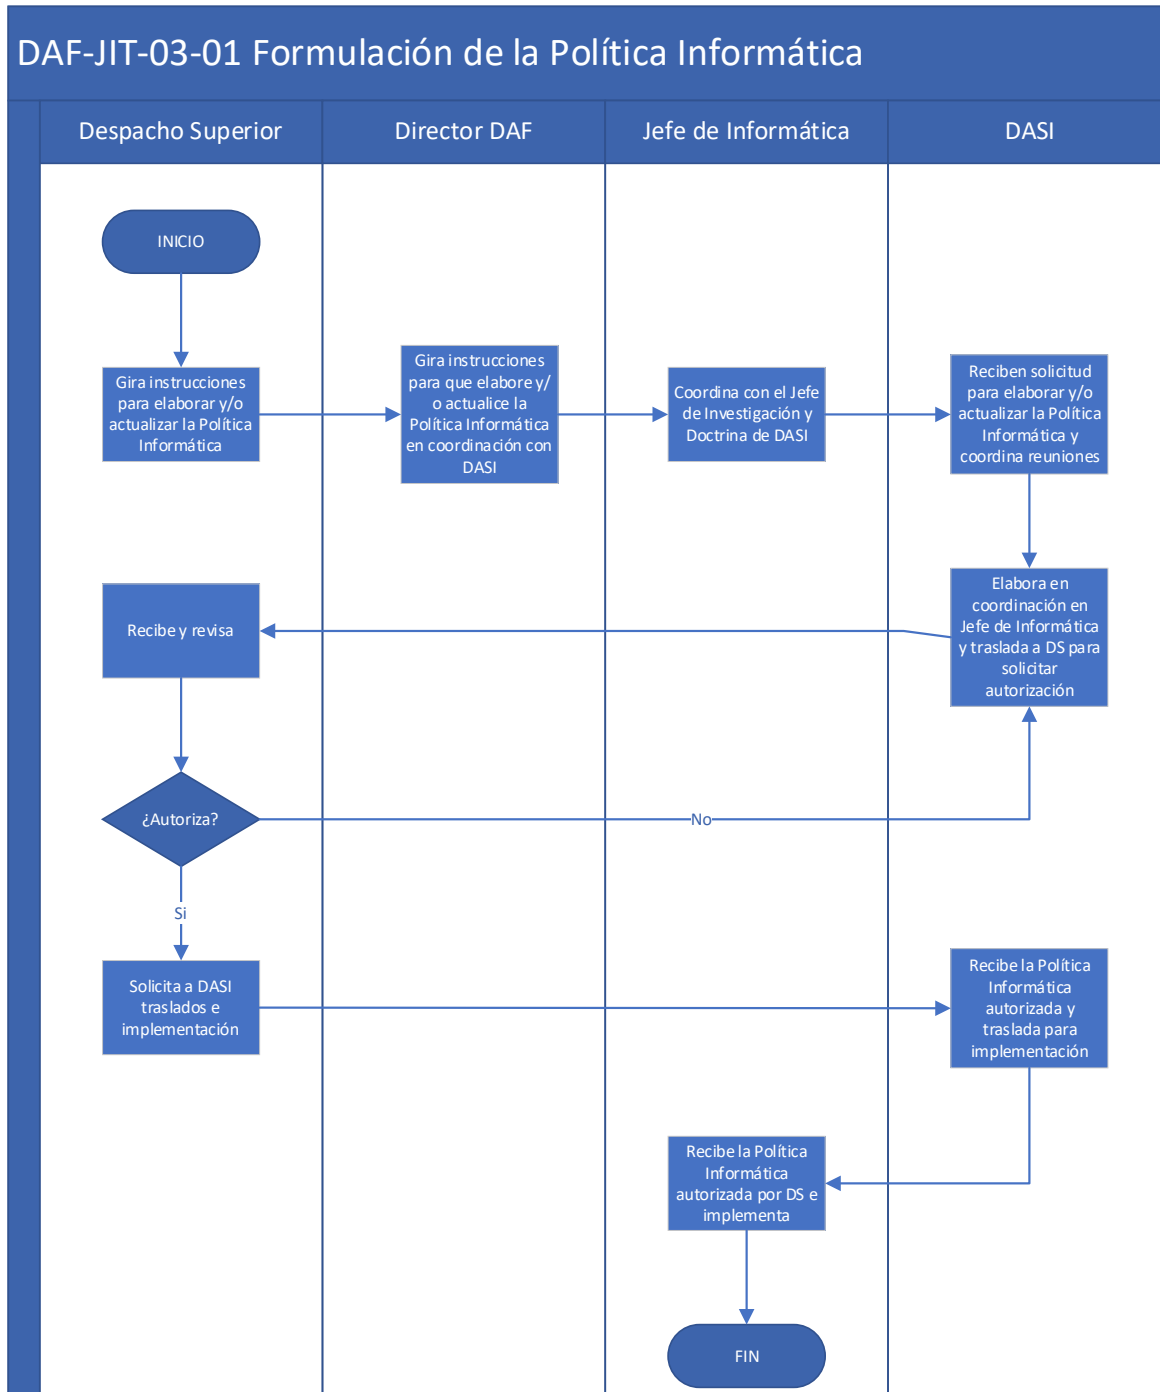 DAF-JIT-03-01 Formulación de la Política Informática
Despacho Superior
Director DAF
Jefe de Informática
DASI
INICIO
Gira instrucciones
para elaborar y/o
actualizar la Política
Informática
Gira instrucciones
para que elabore y/
o actualice la
Política Informática
en coordinación con
DASI
Coordina con el Jefe
de Investigación y
Doctrina de DASI
Reciben solicitud
para elaborar y/o
actualizar la Política
Informática y
coordina reuniones
Recibe y revisa
Elabora en
coordinación en
Jefe de Informática
y traslada a DS para
solicitar
autorización
¿Autoriza?
No
Si
Solicita a DASI
traslados e
implementación
Recibe la Política
Informática
autorizada y
traslada para
implementación
Recibe la Política
Informática
autorizada por DS e
implementa
FIN